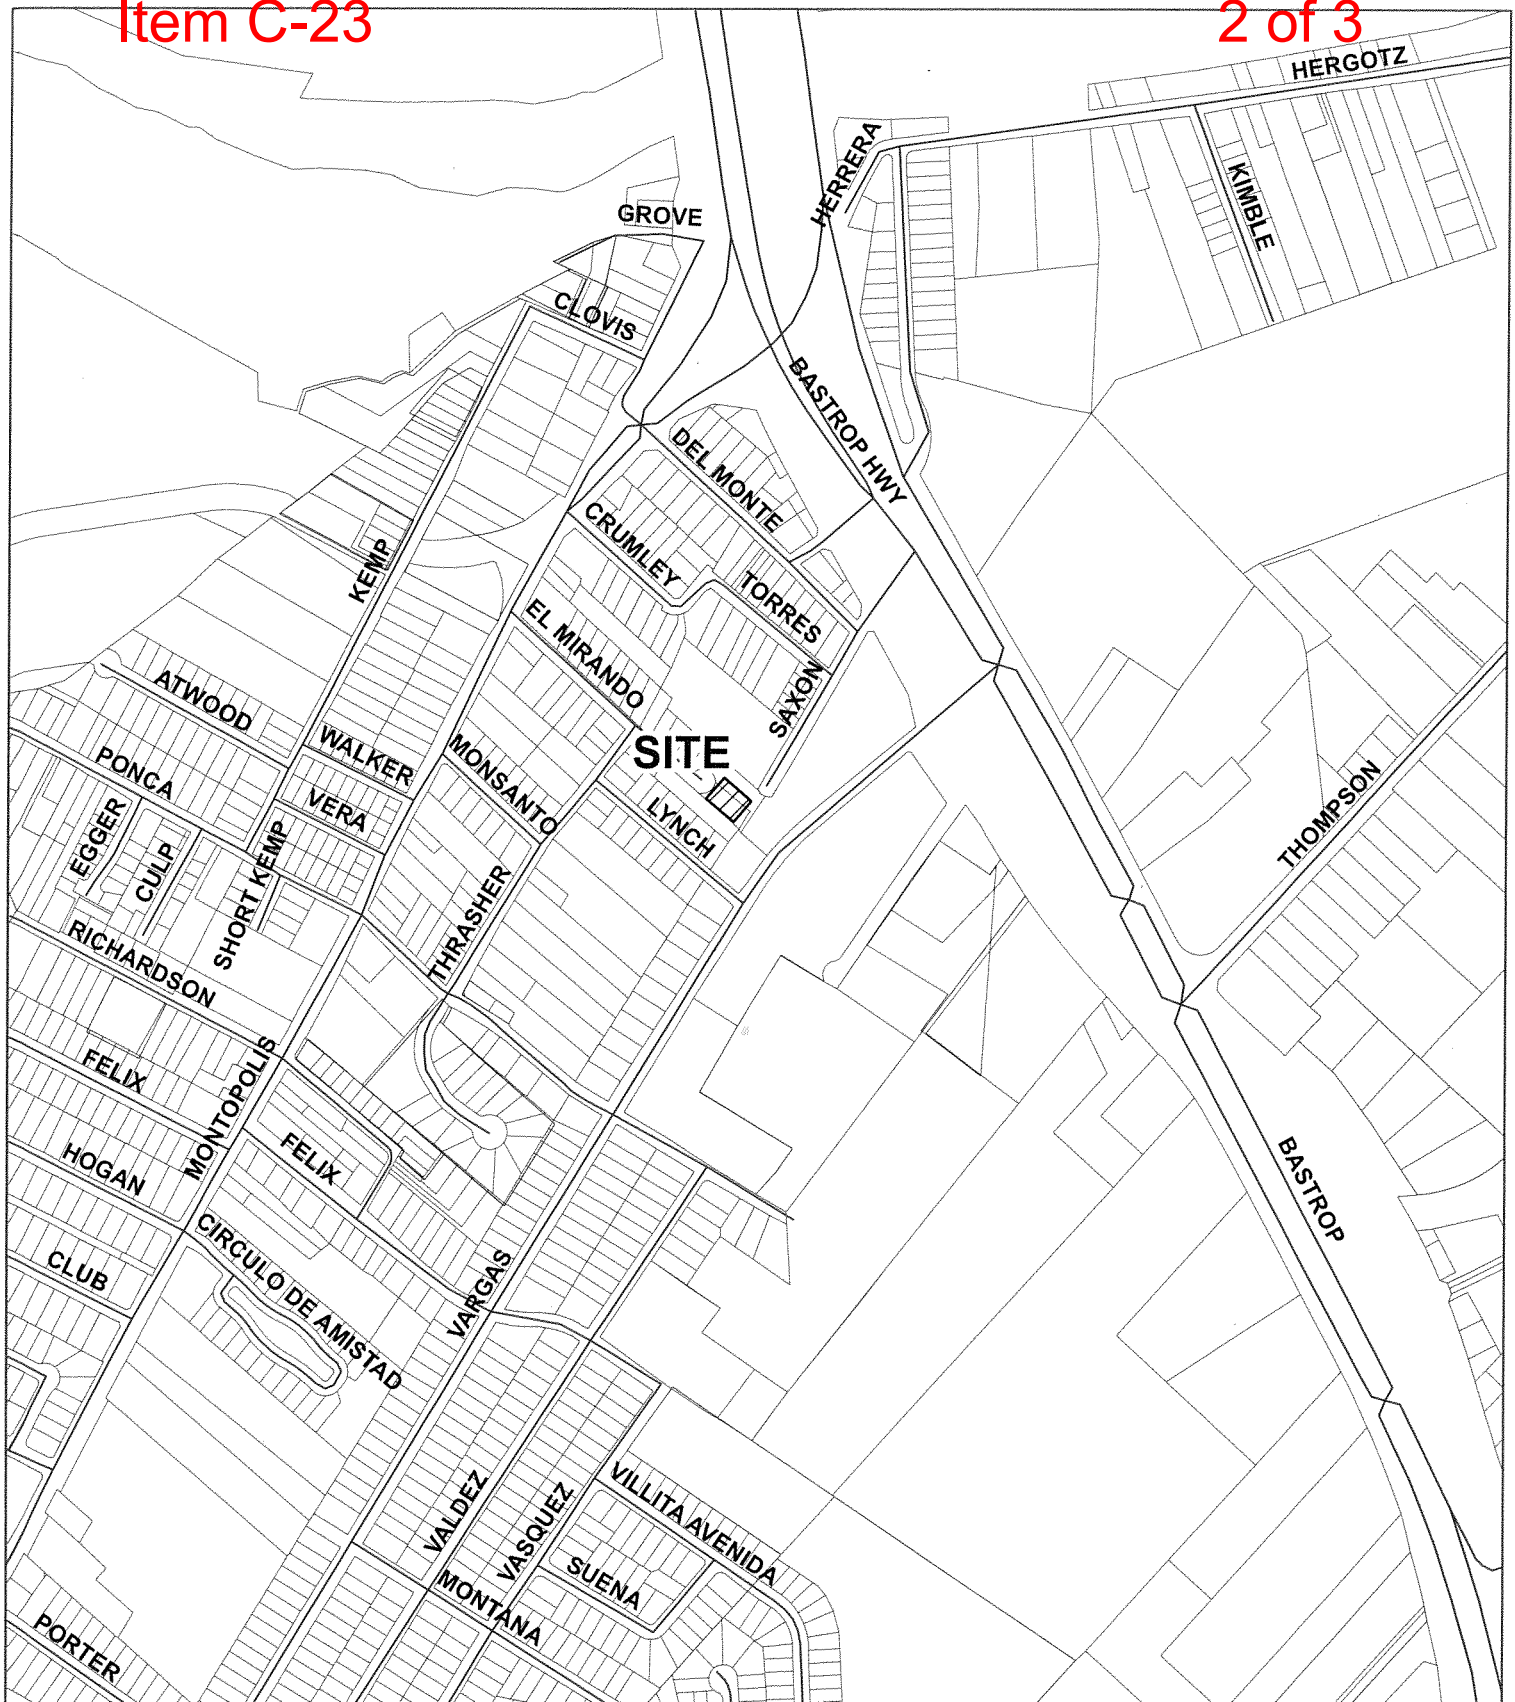 Item C-23
2 of 3
HERGOTZ
HERRERA
KIMBLE
GROVE
CLOVIS
BASTROP HWY
DEL MONTE
CRUMLEY
KEMP
TORRES
EL MIRANDO
SAXON
ATWOOD
WALKER
MONSANTO
SITE
PONCA
VERA
LYNCH
THOMPSON
EGGER
CULP
SHORT KEMP
THRASHER
RICHARDSON
FELIX
MONTOPOLIS
FELIX
HOGAN
BASTROP
CIRCULO DE AMISTAD
CLUB
VARGAS
VALDEZ
VASQUEZ
VILLITA AVENIDA
SUENA
MONTANA
PORTER